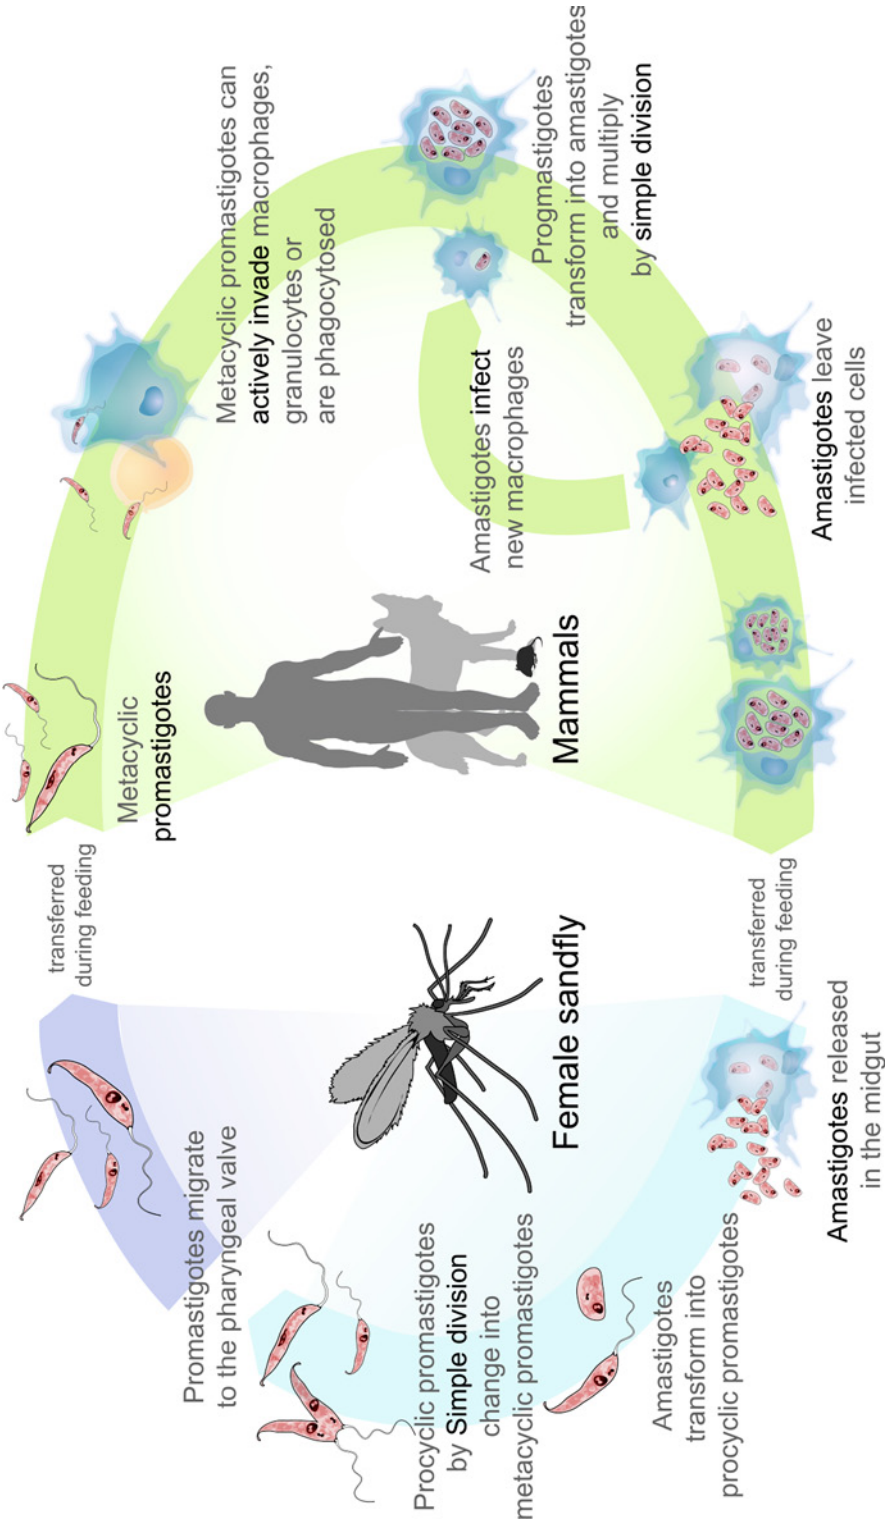 transferred
during feeding
Metacyclic
promastigotes
Metacyclic promastigotes can
actively invade macrophages,
granulocytes or
are phagocytosed
Progmastigotes
transform into amastigotes
and multiply
by simple division
Amastigotes infect
new macrophages
Amastigotes leave
infected cells
Mammals
transferred
during feeding
Amastigotes released
in the midgut
Amastigotes
transform into
procyclic promastigotes
Procyclic promastigotes
by Simple division
change into
metacyclic promastigotes
Promastigotes migrate
to the pharyngeal valve
Female sandfly